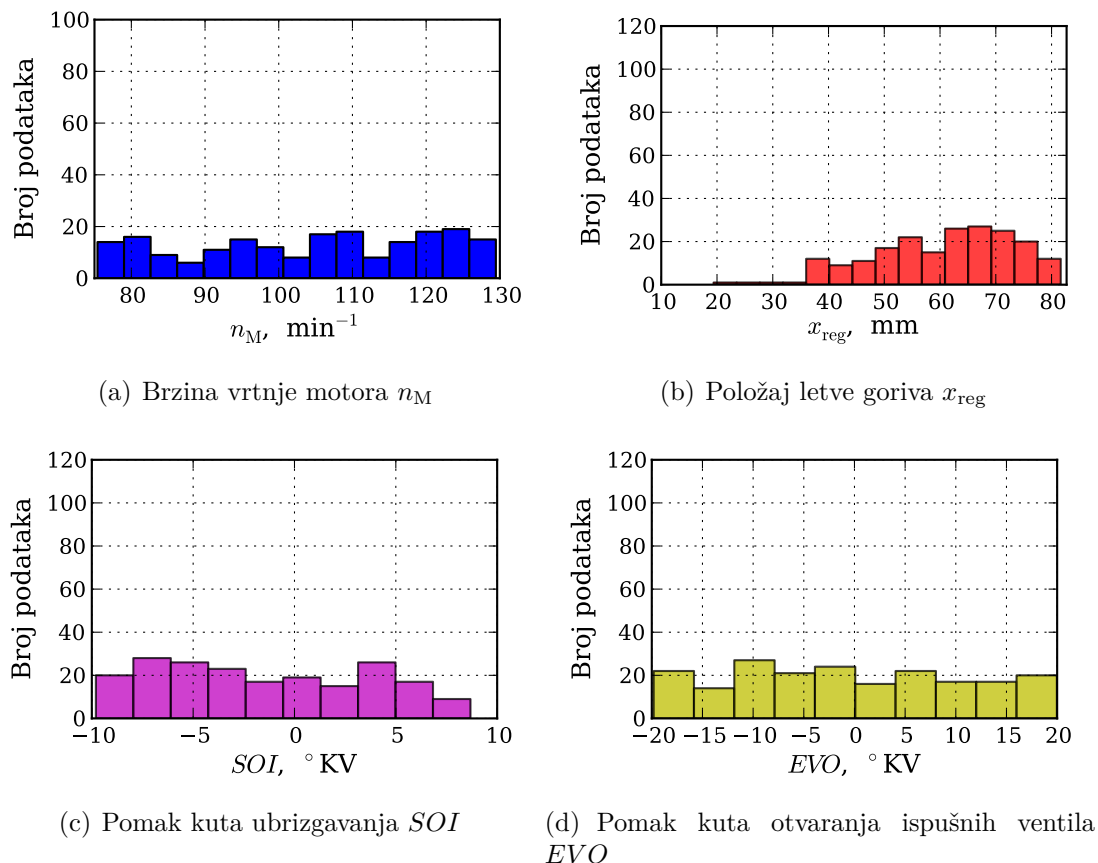 100
80
60
40
20
0
Broj podataka
80 90 100 110 120 130
n_M, min⁻¹
(a) Brzina vrtnje motora n_M
120
100
80
60
40
20
0
Broj podataka
10 20 30 40 50 60 70 80
x_reg, mm
(b) Položaj letve goriva x_reg
120
100
80
60
40
20
0
Broj podataka
−10 −5 0 5 10
SOI, °KV
(c) Pomak kuta ubrizgavanja SOI
120
100
80
60
40
20
0
Broj podataka
−20 −15 −10 −5 0 5 10 15 20
EVO, °KV
(d) Pomak kuta otvaranja ispušnih ventila
EVO